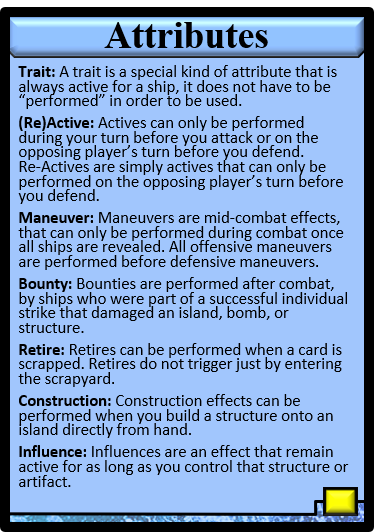 Attributes
Trait: A trait is a special kind of attribute that is
always active for a ship, it does not have to be
“performed” in order to be used.
(Re)Active: Actives can only be performed
during your turn before you attack or on the
opposing player’s turn before you defend.
Re-Actives are simply actives that can only be
performed on the opposing player’s turn before
you defend.
Maneuver: Maneuvers are mid-combat effects,
that can only be performed during combat once
all ships are revealed. All offensive maneuvers
are performed before defensive maneuvers.
Bounty: Bounties are performed after combat,
by ships who were part of a successful individual
strike that damaged an island, bomb, or
structure.
Retire: Retires can be performed when a card is
scrapped. Retires do not trigger just by entering
the scrapyard.
Construction: Construction effects can be
performed when you build a structure onto an
island directly from hand.
Influence: Influences are an effect that remain
active for as long as you control that structure or
artifact.